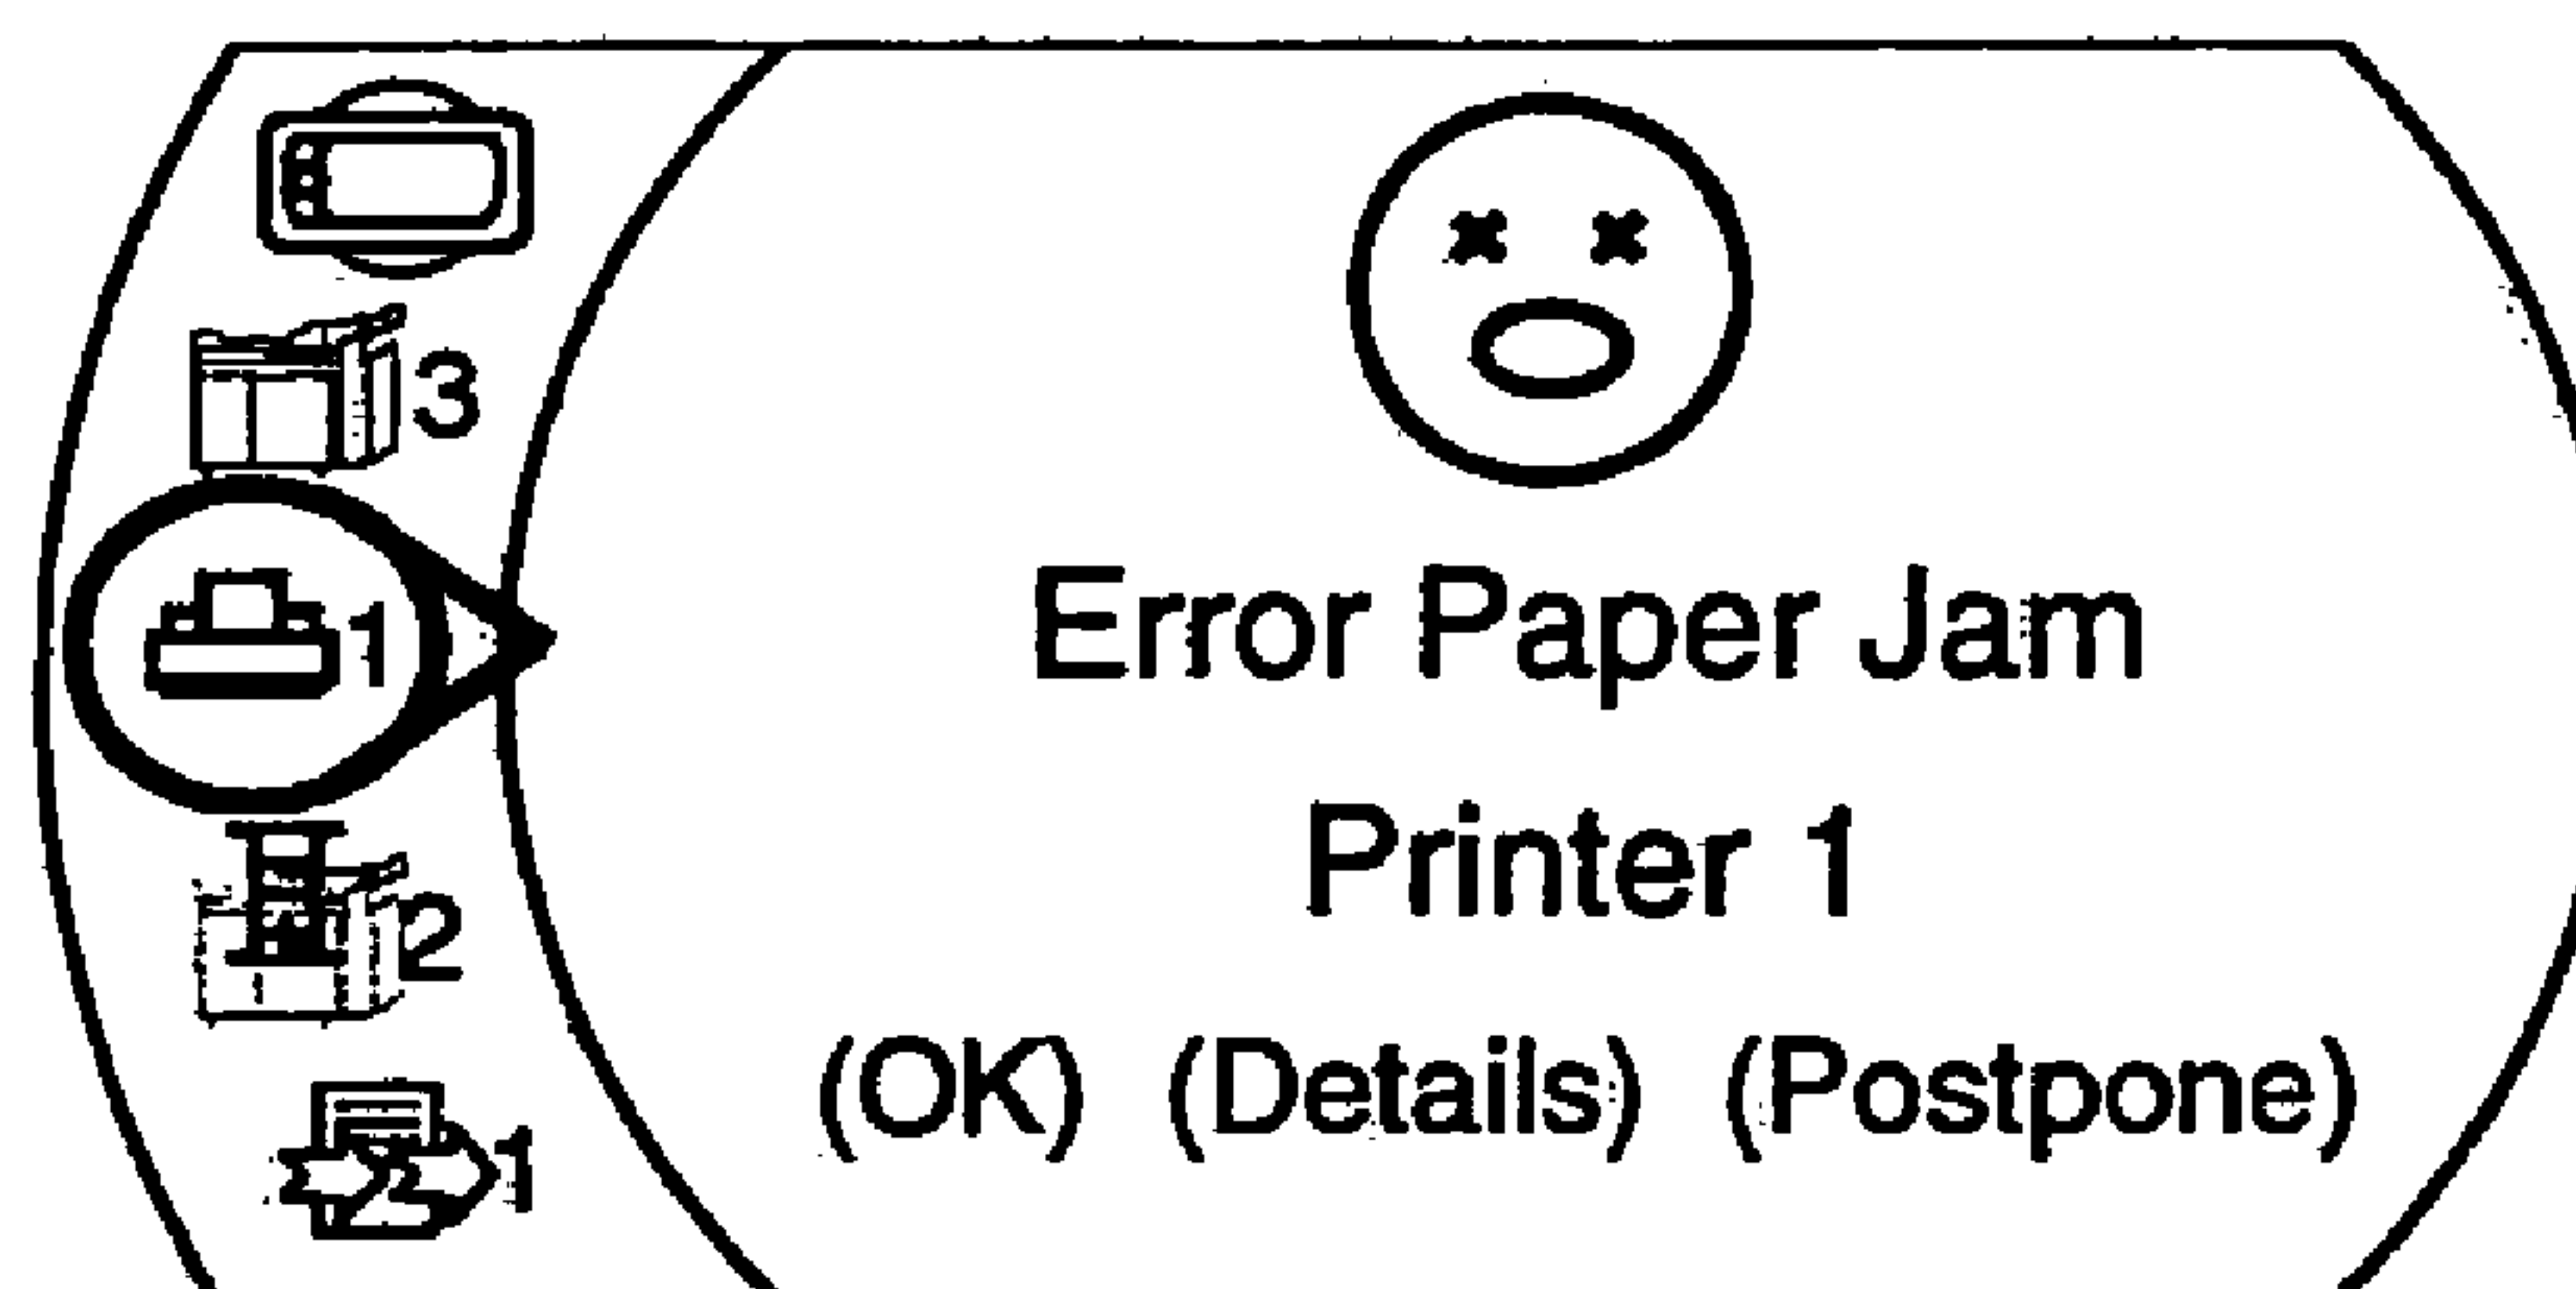 3
1
2
1
Error Paper Jam
Printer 1
(OK) (Details) (Postpone)